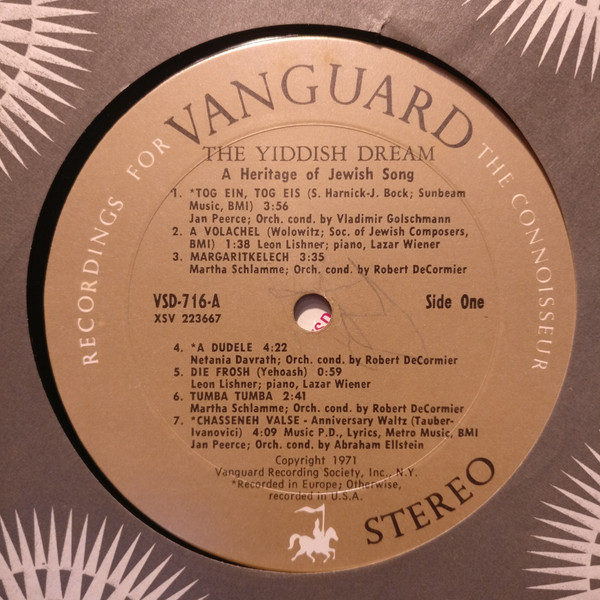 RECORDINGS FOR VANGUARD THE CONNOISSEUR
THE YIDDISH DREAM
A Heritage of Jewish Song
1. *TOG EIN, TOG EIS (S. Harnick-J. Bock; Sunbeam
Music, BMI) 3:56
Jan Peerce; Orch. cond. by Vladimir Golschmann
2. A VOLACHEL (Wolowitz; Soc. of Jewish Composers,
BMI) 1:38 Leon Lishner; piano, Lazar Wiener
3. MARGARITKELECH 3:35
Martha Schlamme; Orch. cond. by Robert DeCormier
VSD-716-A Side One
XSV 223667
4. *A DUDELE 4:22
Netania Davrath; Orch. cond. by Robert DeCormier
5. DIE FROSH (Yehoash) 0:59
Leon Lishner; piano, Lazar Wiener
6. TUMBA TUMBA 2:41
Martha Schlamme; Orch. cond. by Robert DeCormier
7. *CHASSENEH VALSE - Anniversary Waltz (Tauber-
Ivanovici) 4:09 Music P.D., Lyrics, Metro Music, BMI
Jan Peerce; Orch. cond. by Abraham Ellstein
Copyright 1971
Vanguard Recording Society, Inc., N.Y.
*Recorded in Europe; Otherwise,
recorded in U.S.A.
STEREO